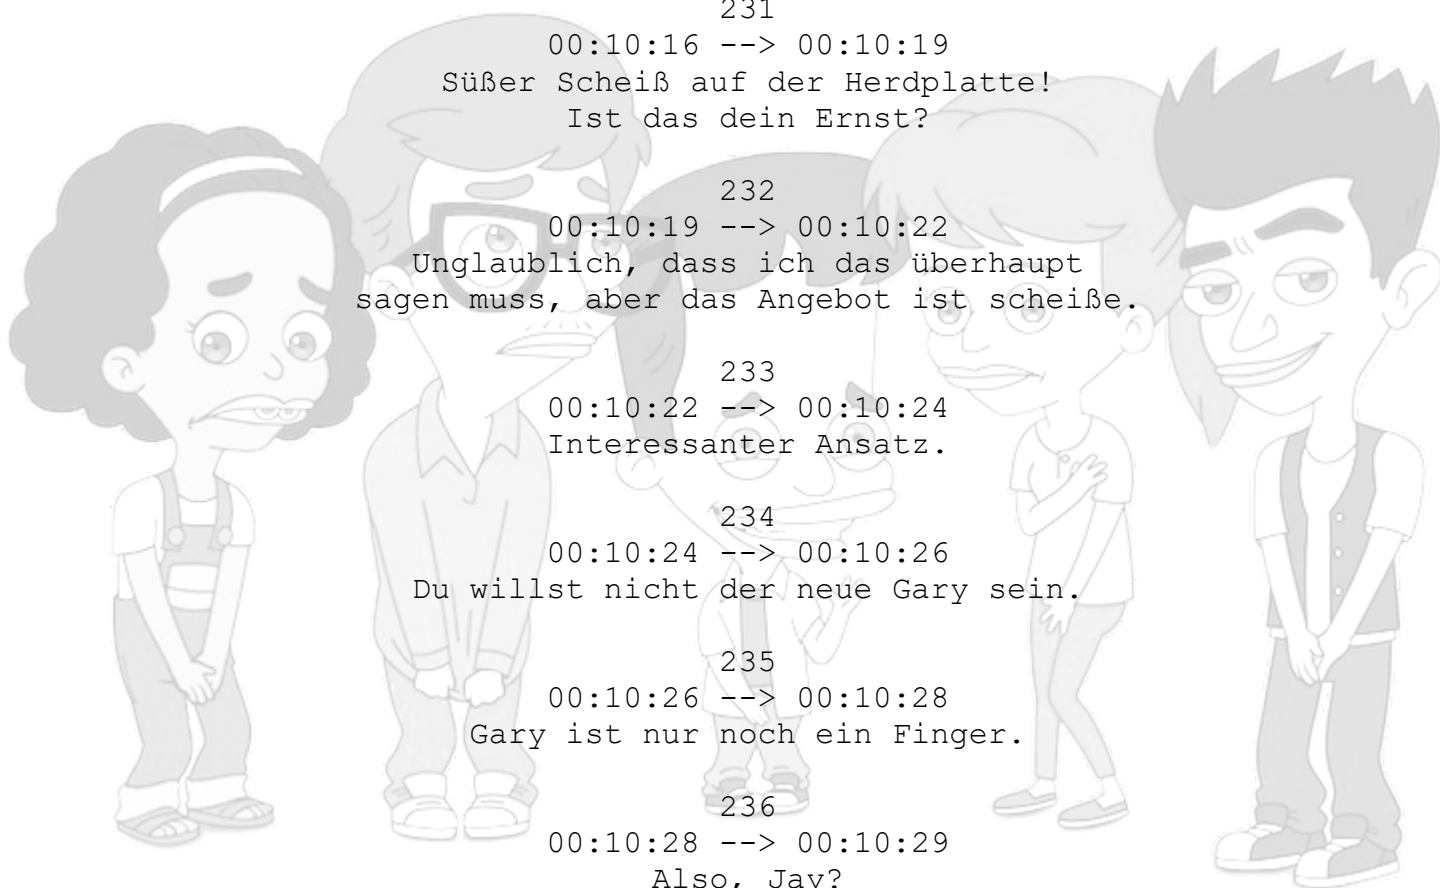 231
00:10:16 --> 00:10:19
Süßer Scheiß auf der Herdplatte!
Ist das dein Ernst?
232
00:10:19 --> 00:10:22
Unglaublich, dass ich das überhaupt
sagen muss, aber das Angebot ist scheiße.
233
00:10:22 --> 00:10:24
Interessanter Ansatz.
234
00:10:24 --> 00:10:26
Du willst nicht der neue Gary sein.
235
00:10:26 --> 00:10:28
Gary ist nur noch ein Finger.
236
00:10:28 --> 00:10:29
Also, Jay?